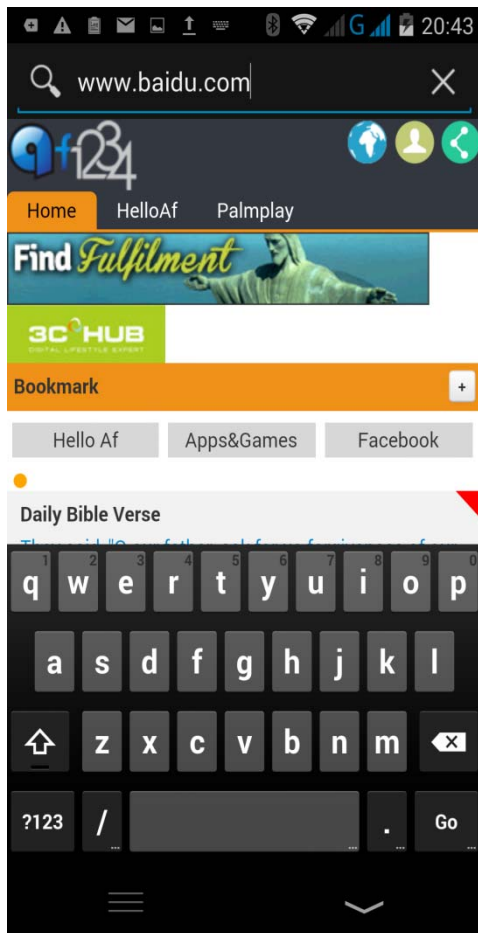 G 20:43
www.baidu.com
af1234
Home HelloAf Palmplay
Find Fulfilment
3C HUB
DIGITAL LIFESTYLE EXPERT
Bookmark +
Hello Af Apps&Games Facebook
Daily Bible Verse
1 2 3 4 5 6 7 8 9 0
q w e r t y u i o p
a s d f g h j k l
z x c v b n m
?123 / . Go